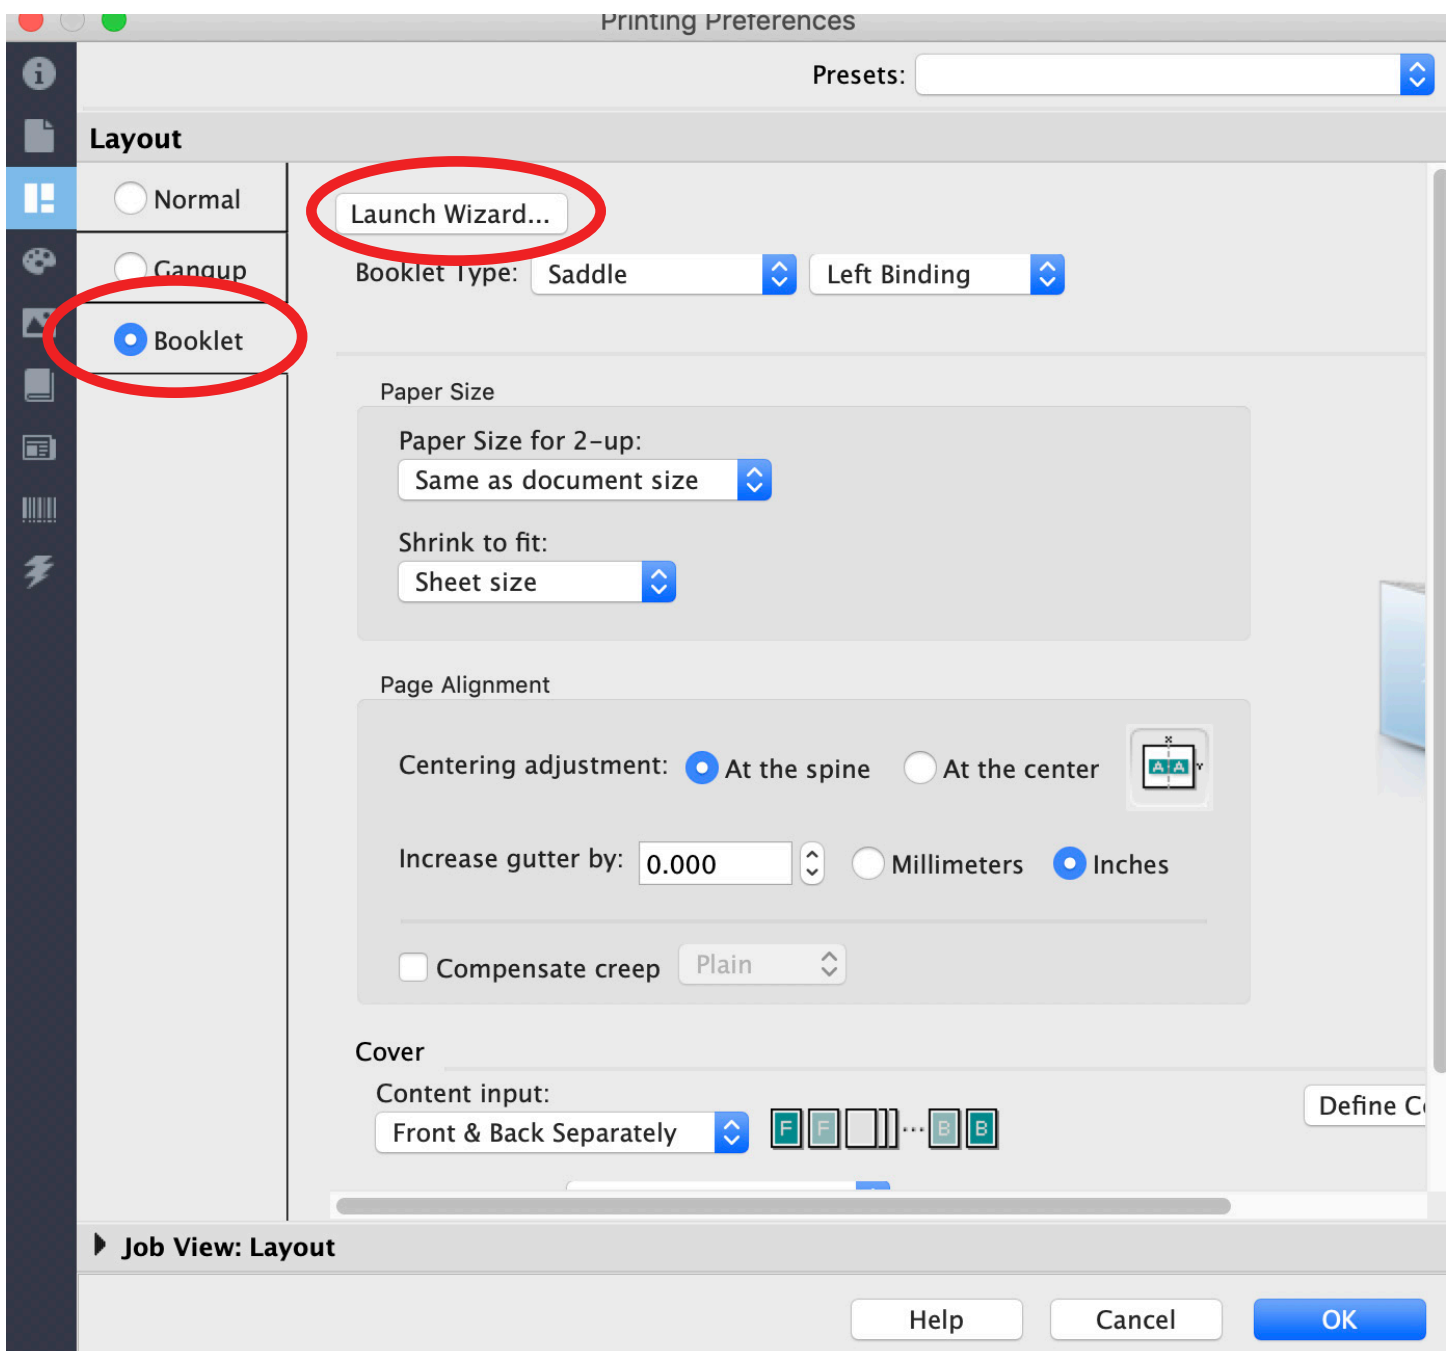 Printing Preferences
Presets:
Layout
Normal
Launch Wizard...
Gangup
Booklet Type: Saddle Left Binding
Booklet
Paper Size
Paper Size for 2-up:
Same as document size
Shrink to fit:
Sheet size
Page Alignment
Centering adjustment: At the spine At the center
A A
x
Y
Increase gutter by: 0.000 Millimeters Inches
Compensate creep Plain
Cover
Content input:
Define C
Front & Back Separately F F ... B B
Job View: Layout
Help Cancel OK